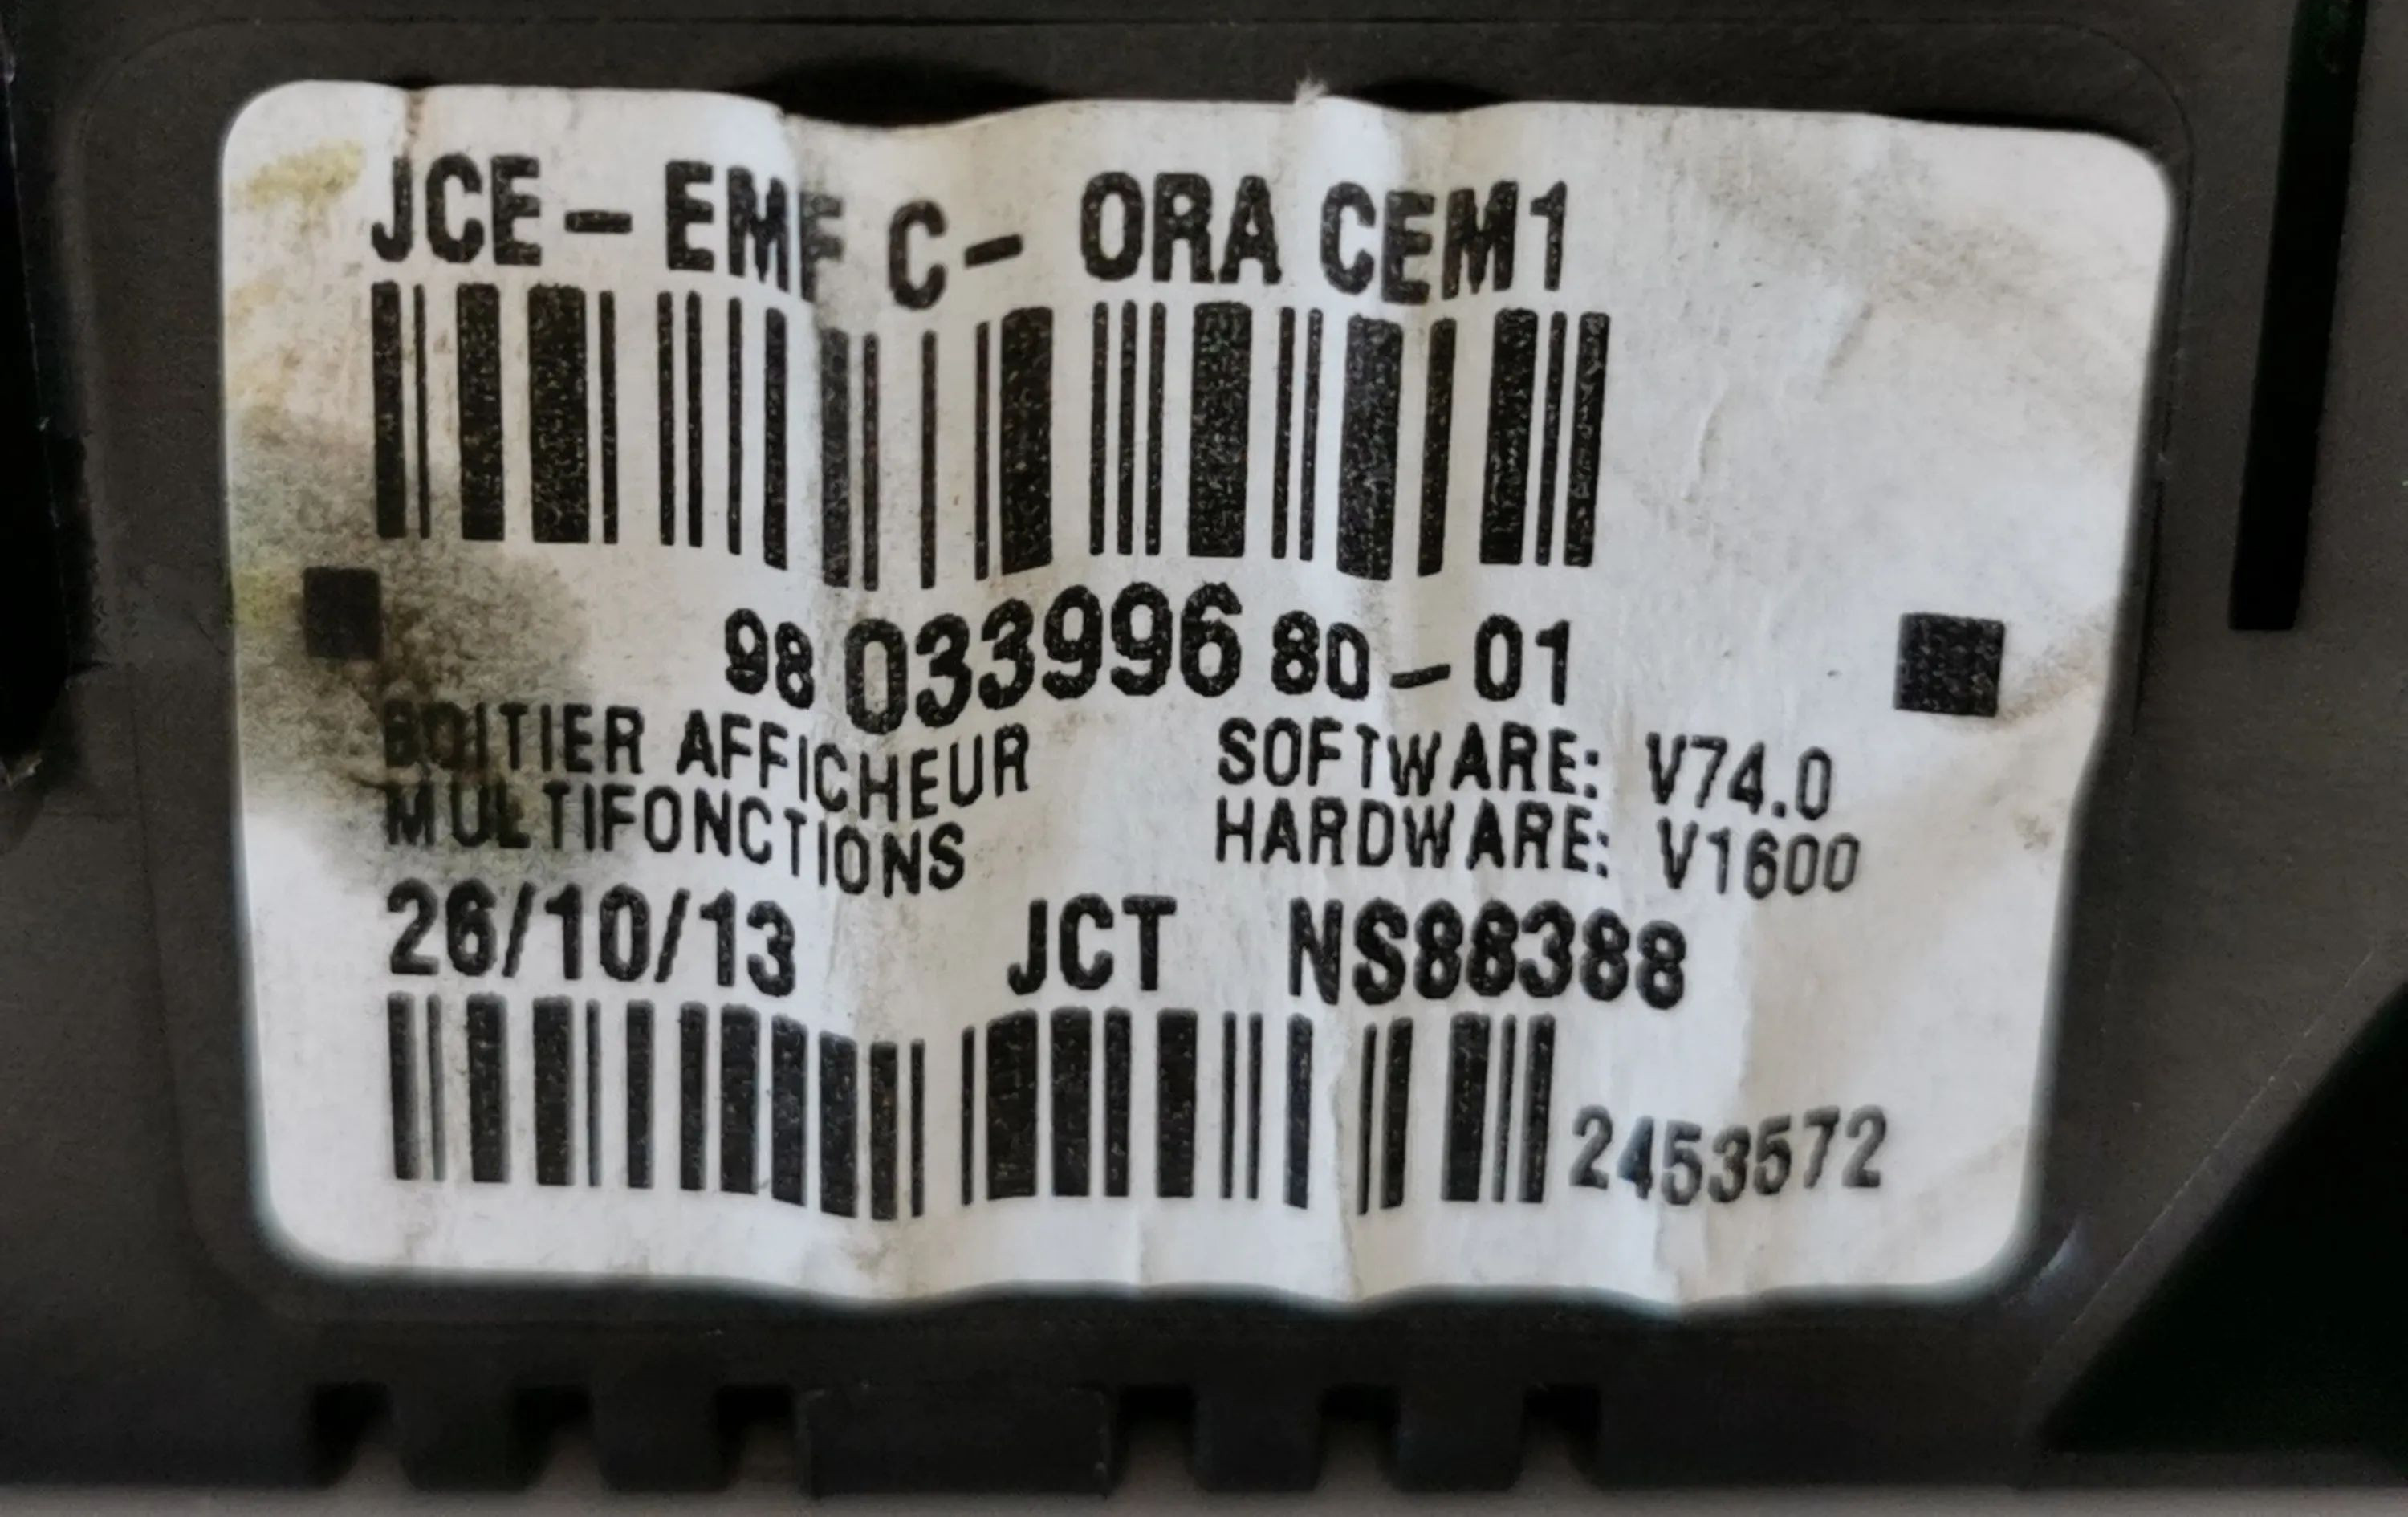 JCE - EMF C - ORA CEM1
98 033996 80 - 01
BOITIER AFFICHEUR
MULTIFONCTIONS
SOFTWARE: V74.0
HARDWARE: V1600
26/10/13 JCT NS88388
2453572